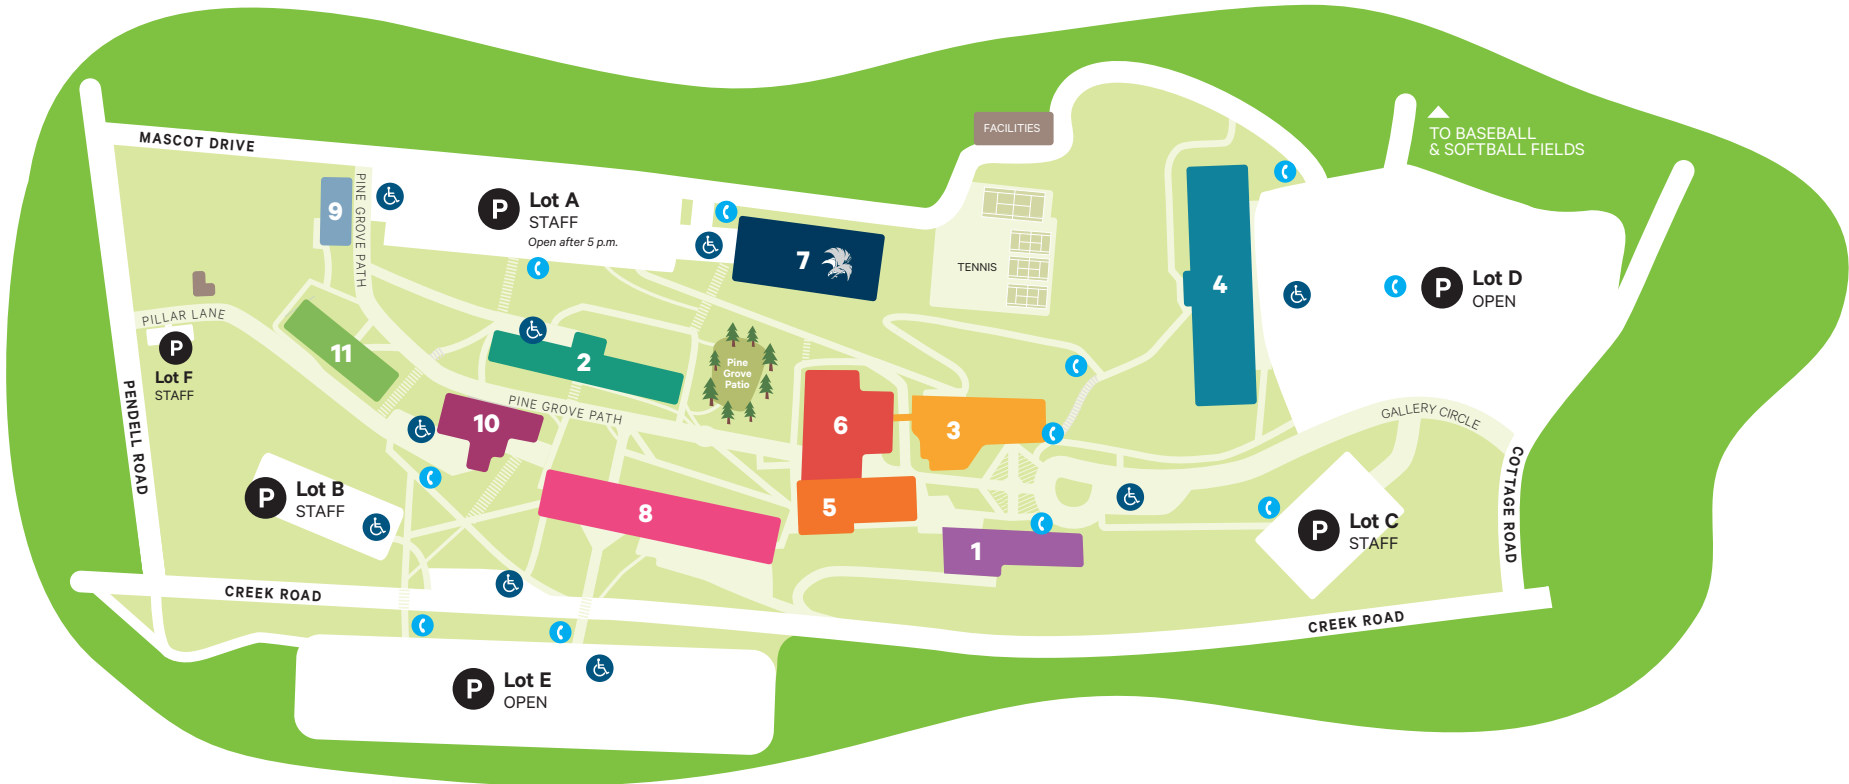 MASCOT DRIVE
FACILITIES
TO BASEBALL
& SOFTBALL FIELDS
9
PINE GROVE PATH
P
Lot A
STAFF
Open after 5 p.m.
7
TENNIS
4
P
Lot D
OPEN
PILLAR LANE
P
Lot F
STAFF
11
2
Pine
Grove
Patio
PENDELL ROAD
10
PINE GROVE PATH
6
3
GALLERY CIRCLE
COTTAGE ROAD
P
Lot B
STAFF
8
5
1
P
Lot C
STAFF
CREEK ROAD
CREEK ROAD
P
Lot E
OPEN